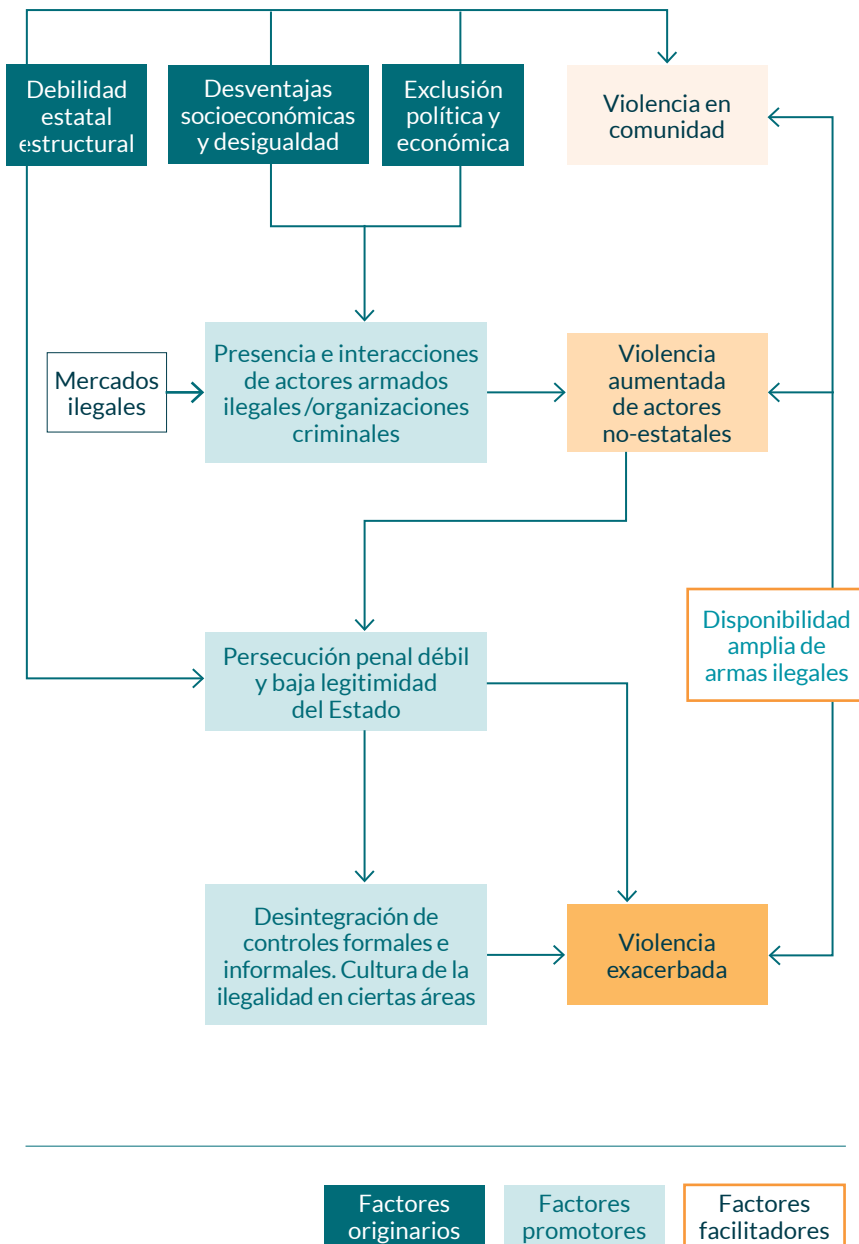 Debilidad
estatal
estructural
Desventajas
socioeconómicas
y desigualdad
Exclusión
política y
económica
Violencia en
comunidad
Mercados
ilegales
Presencia e interacciones
de actores armados
ilegales/organizaciones
criminales
Violencia
aumentada
de actores
no-estatales
Disponibilidad
amplia de
armas ilegales
Persecución penal débil
y baja legitimidad
del Estado
Desintegración de
controles formales e
informales. Cultura de la
ilegalidad en ciertas áreas
Violencia
exacerbada
Factores
originarios
Factores
promotores
Factores
facilitadores